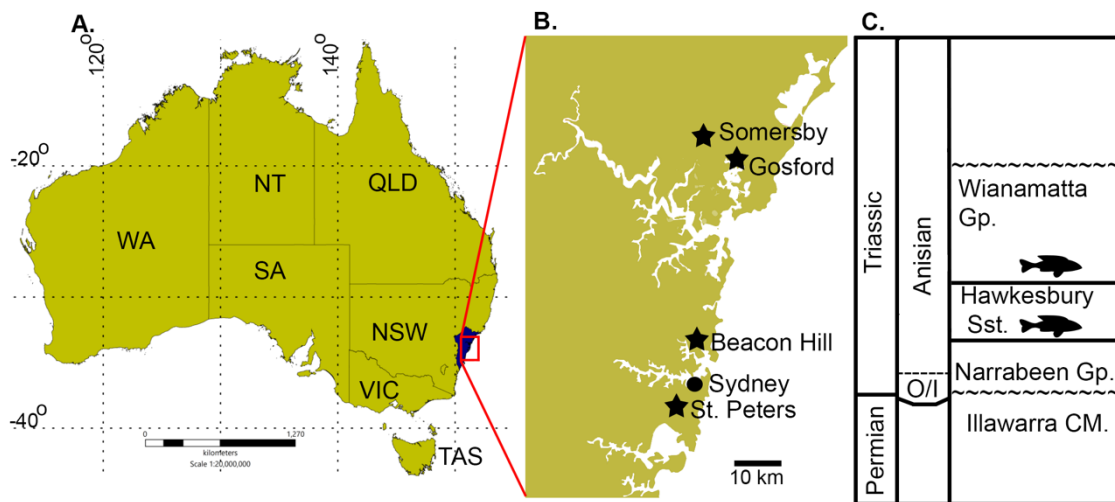 A.
120°
140°
-20°
-40°
WA
NT
QLD
SA
NSW
VIC
TAS
0
1,270
kilometers
Scale 1:20,000,000
B.
Somersby
Gosford
Beacon Hill
Sydney
St. Peters
10 km
C.
Triassic
Permian
Anisian
O/I
Wianamatta
Gp.
Hawkesbury
Sst.
Narrabeen Gp.
Illawarra CM.